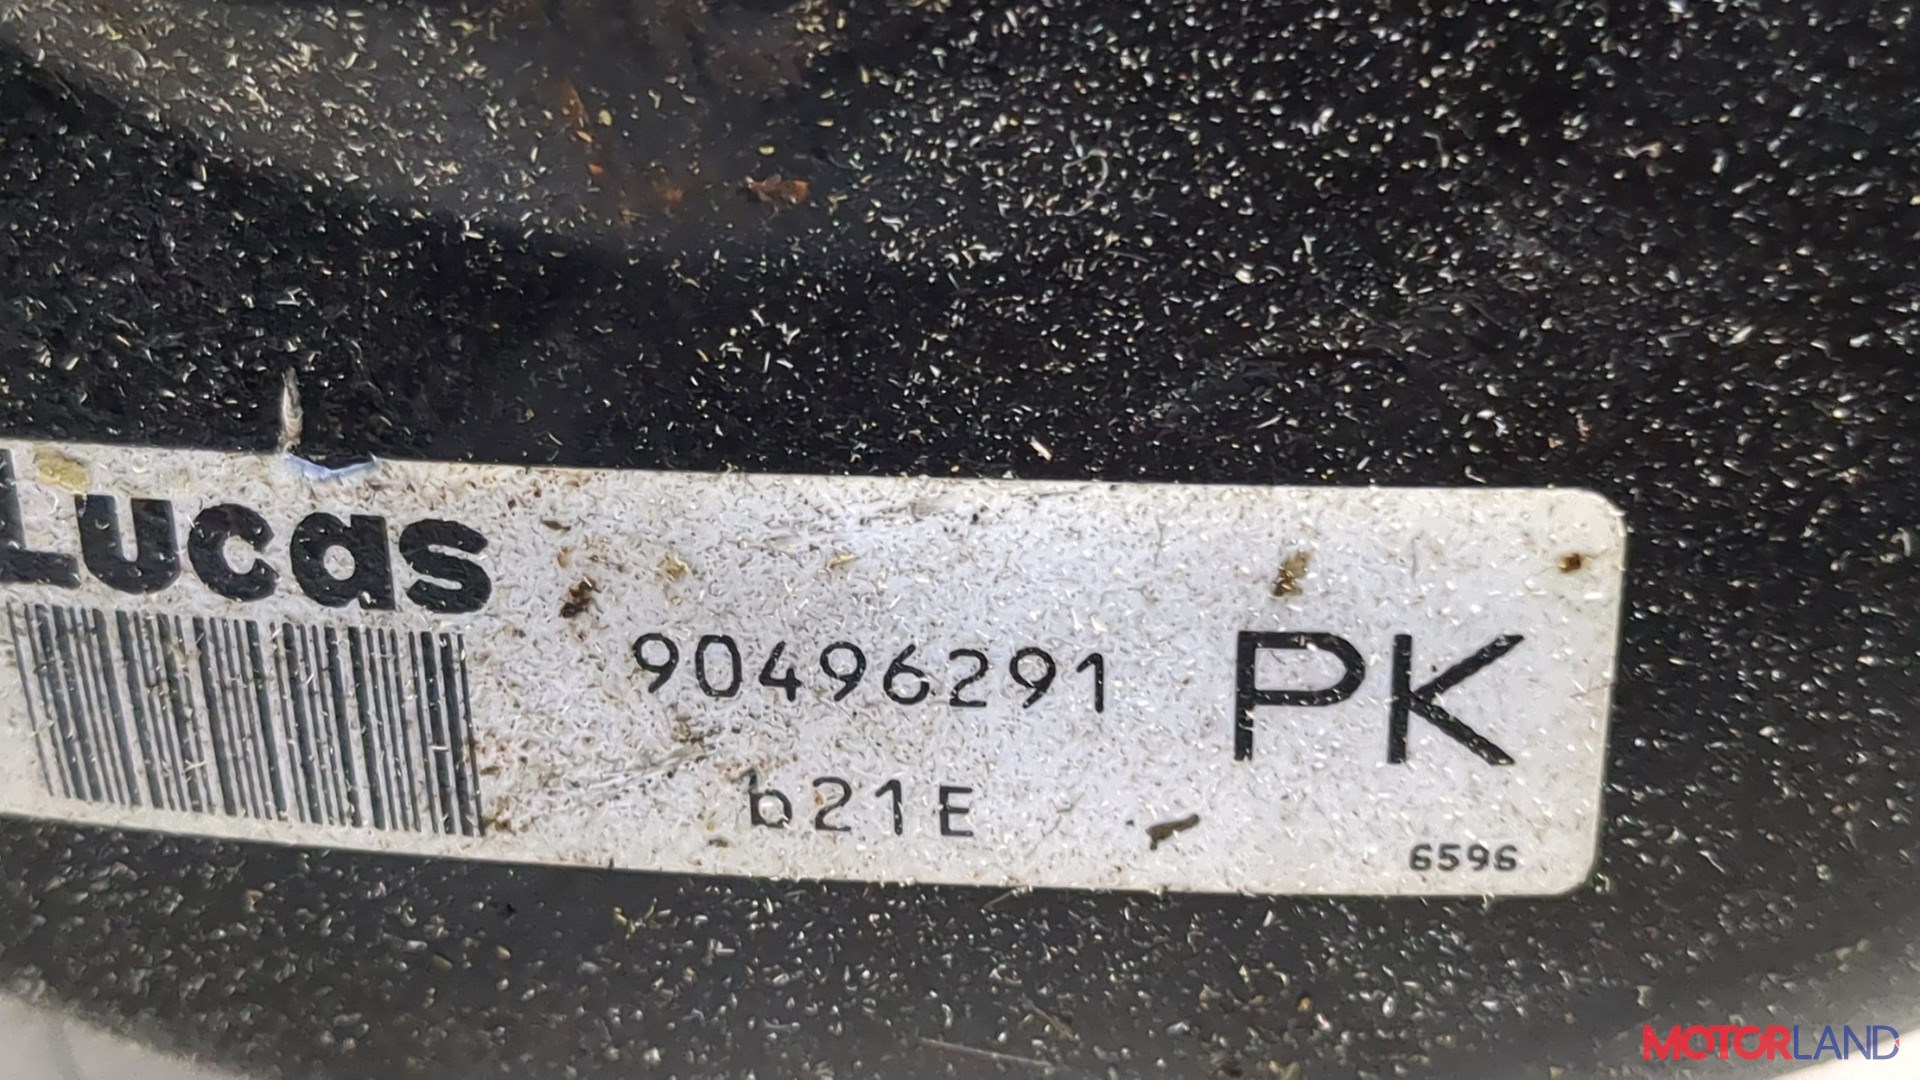 Lucas
90496291
PK
b21E
6596
MOTORLAND